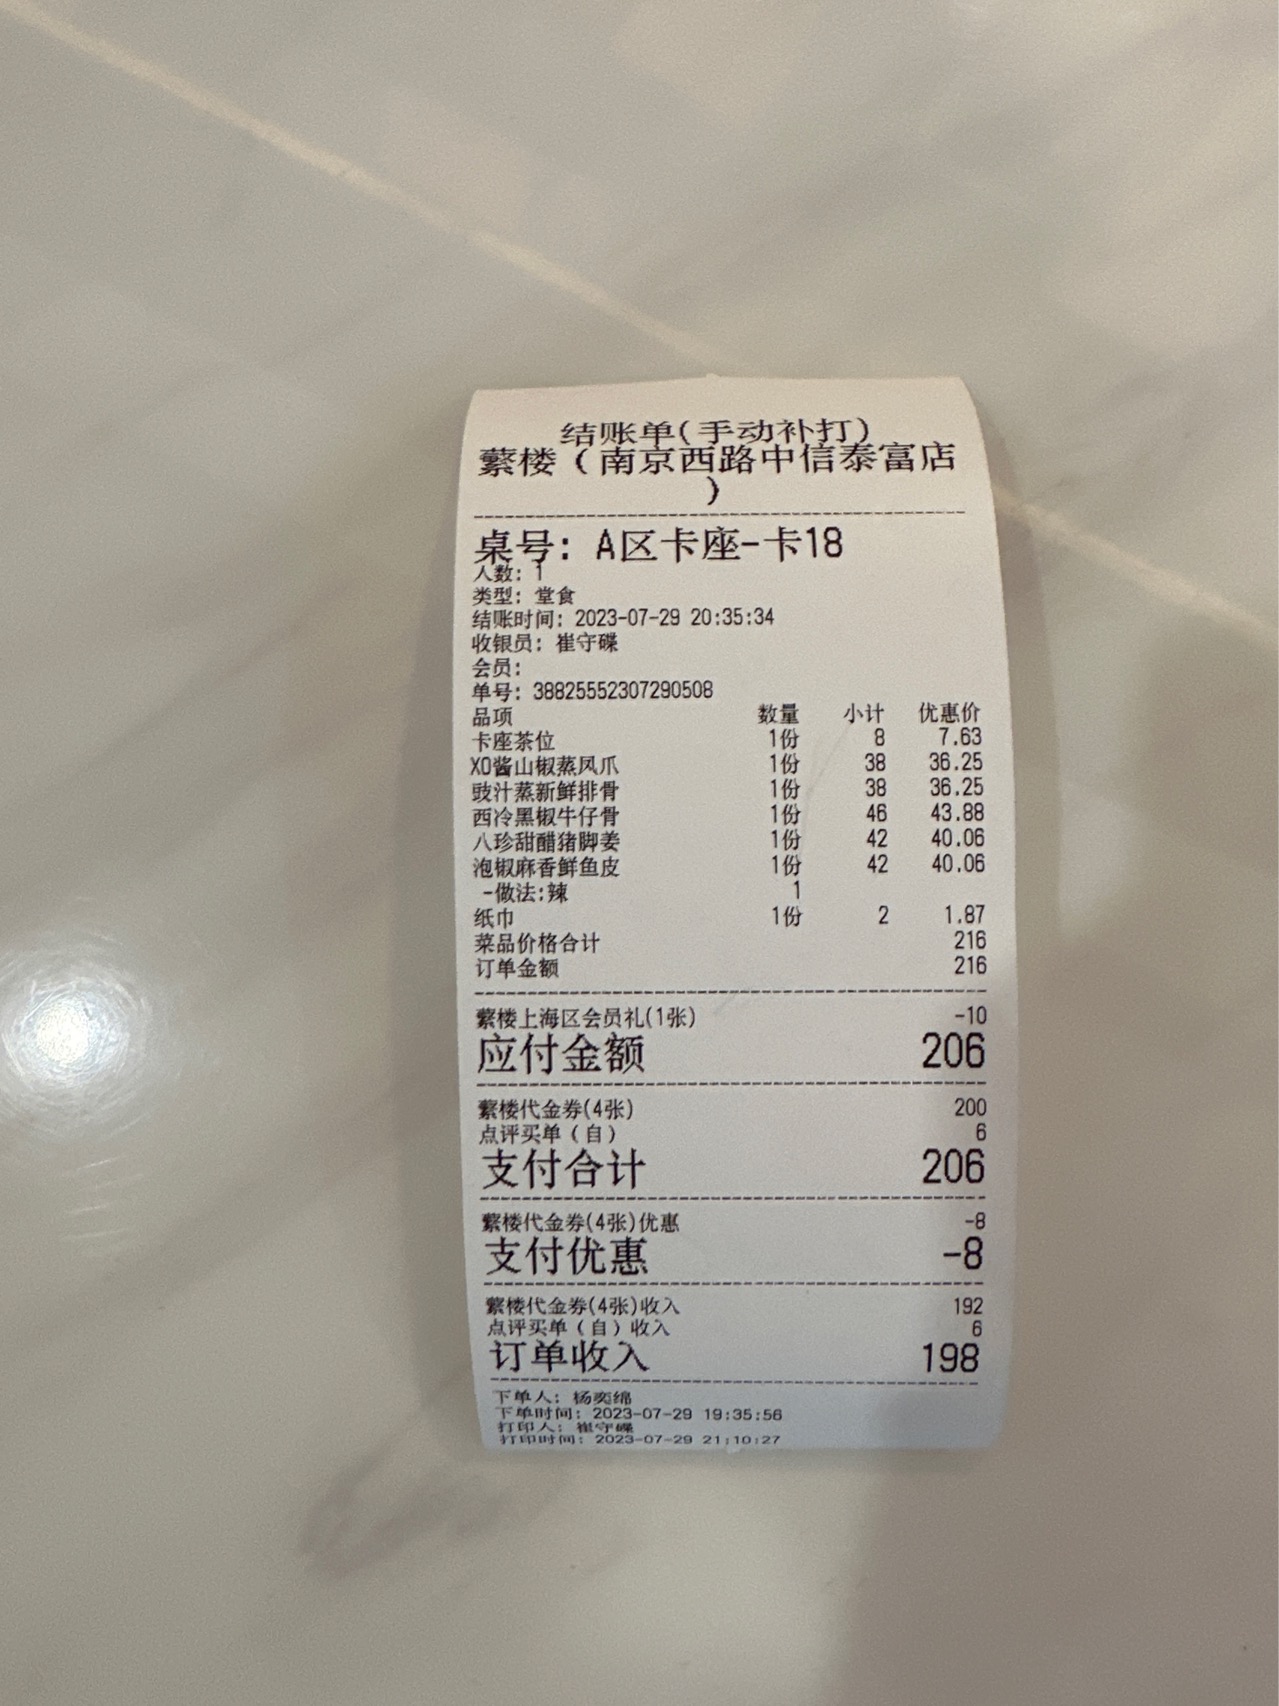 结账单(手动补打)
蘩楼（南京西路中信泰富店
）
桌号: A区卡座-卡18
人数: 1
类型: 堂食
结账时间: 2023-07-29 20:35:34
收银员: 崔守碟
会员:
单号: 38825552307290508
品项 数量 小计 优惠价
卡座茶位 1份 8 7.63
XO酱山椒蒸凤爪 1份 38 36.25
豉汁蒸新鲜排骨 1份 38 36.25
西冷黑椒牛仔骨 1份 46 43.88
八珍甜醋猪脚姜 1份 42 40.06
泡椒麻香鲜鱼皮 1份 42 40.06
-做法:辣 1
纸巾 1份 2 1.87
菜品价格合计 216
订单金额 216
蘩楼上海区会员礼(1张) -10
应付金额 206
蘩楼代金券(4张) 200
点评买单（自） 6
支付合计 206
蘩楼代金券(4张)优惠 -8
支付优惠 -8
蘩楼代金券(4张)收入 192
点评买单（自）收入 6
订单收入 198
下单人: 杨奕绵
下单时间: 2023-07-29 19:35:56
打印人: 崔守碟
打印时间: 2023-07-29 21:10:27